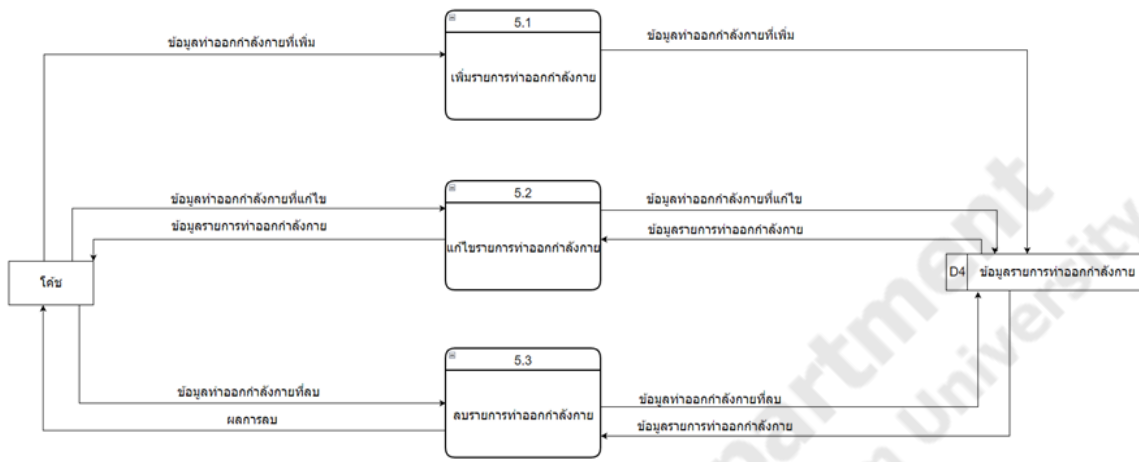 5.1
ข้อมูลท่าออกกำลังกายที่เพิ่ม
ข้อมูลท่าออกกำลังกายที่เพิ่ม
เพิ่มรายการท่าออกกำลังกาย
5.2
ข้อมูลท่าออกกำลังกายที่แก้ไข
ข้อมูลท่าออกกำลังกายที่แก้ไข
ข้อมูลรายการท่าออกกำลังกาย
แก้ไขรายการท่าออกกำลังกาย
ข้อมูลรายการท่าออกกำลังกาย
โค้ช
D4 ข้อมูลรายการท่าออกกำลังกาย
5.3
ข้อมูลท่าออกกำลังกายที่ลบ
ลบรายการท่าออกกำลังกาย
ข้อมูลท่าออกกำลังกายที่ลบ
ผลการลบ
ข้อมูลรายการท่าออกกำลังกาย
University